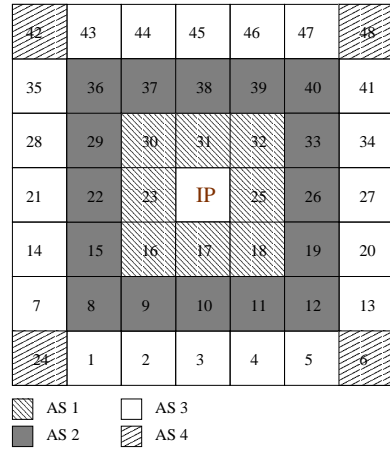 42 43 44 45 46 47 48
35 36 37 38 39 40 41
28 29 30 31 32 33 34
21 22 23 IP 25 26 27
14 15 16 17 18 19 20
7 8 9 10 11 12 13
24 1 2 3 4 5 6
AS 1 AS 3
AS 2 AS 4